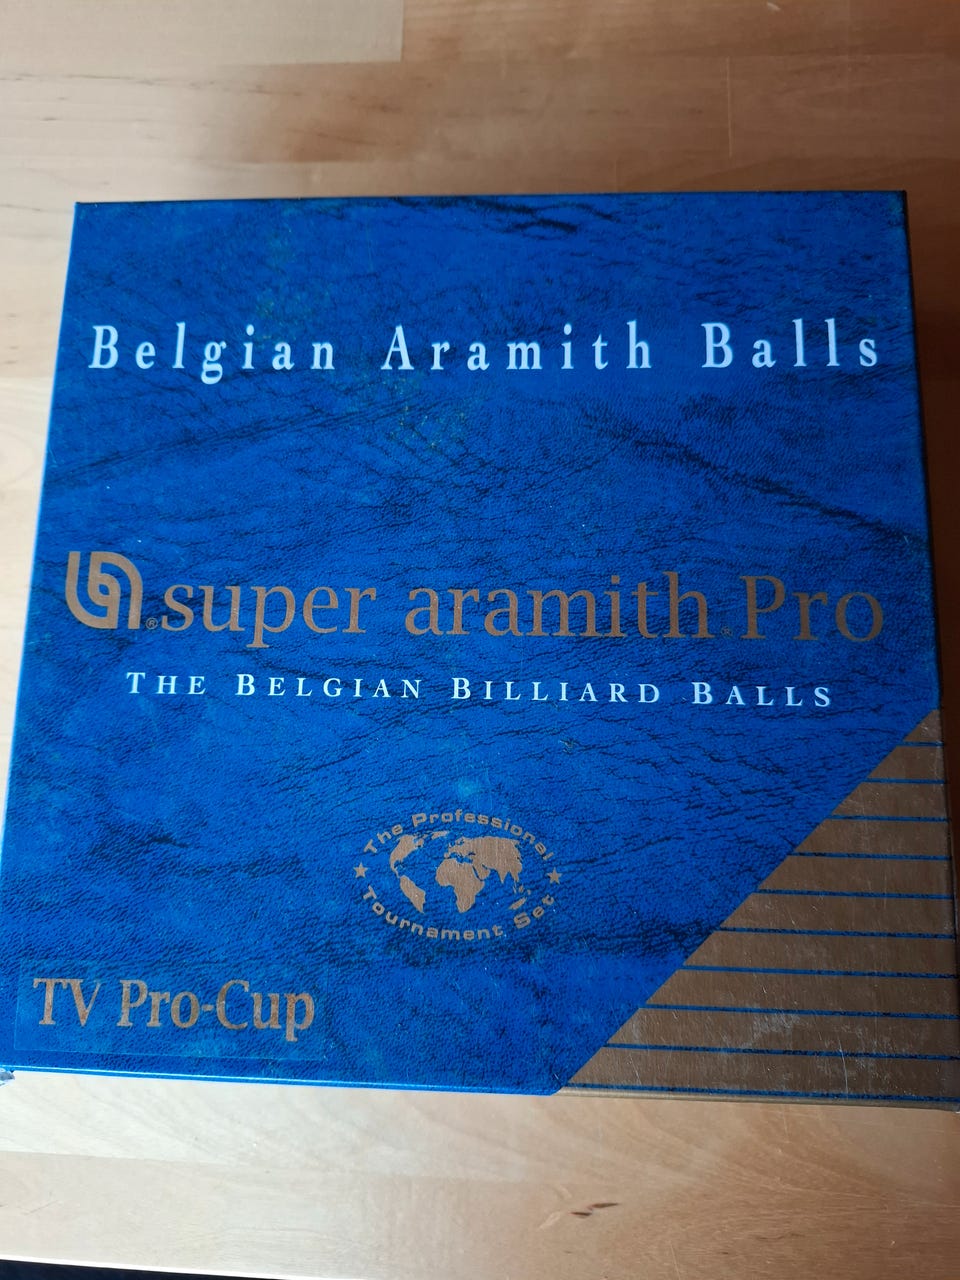 Belgian Aramith Balls
® super aramith® Pro
THE BELGIAN BILLIARD BALLS
The Professional
Tournament Set
TV Pro-Cup